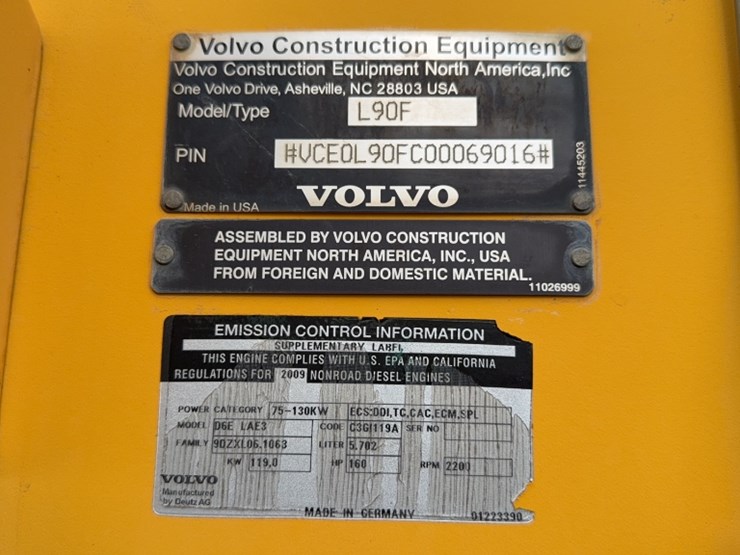 Volvo Construction Equipment
Volvo Construction Equipment North America,Inc
One Volvo Drive, Asheville, NC 28803 USA
Model/Type L90F
PIN #VCE0L90FC00069016#
11445203
Made in USA VOLVO
ASSEMBLED BY VOLVO CONSTRUCTION
EQUIPMENT NORTH AMERICA, INC., USA
FROM FOREIGN AND DOMESTIC MATERIAL.
11026999
EMISSION CONTROL INFORMATION
SUPPLEMENTARY LABEL
THIS ENGINE COMPLIES WITH U.S. EPA AND CALIFORNIA
REGULATIONS FOR 2009 NONROAD DIESEL ENGINES
POWER CATEGORY 75-130KW ECS:DDI,TC,CAC,ECM,SPL
MODEL D6E LAE3 CODE C3G119A SER NO
FAMILY 9DZXL06.1063 LITER 5.702
KW 119,0 HP 160 RPM 2200
VOLVO
Manufactured
by Deutz AG
MADE IN GERMANY 01223390